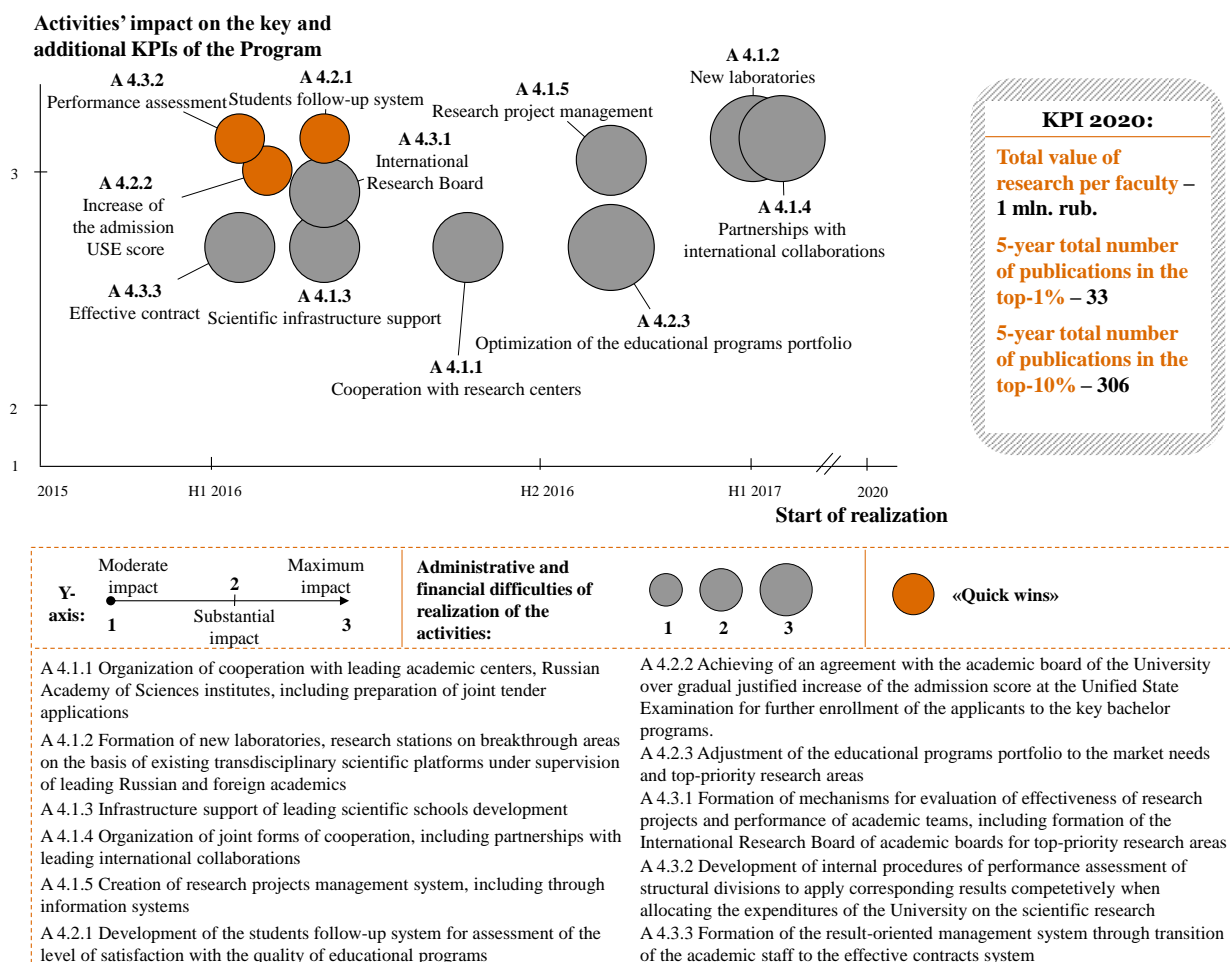 Activities' impact on the key and
additional KPIs of the Program
A 4.3.2
Performance assessment
A 4.2.1
Students follow-up system
A 4.3.1
International
Research Board
A 4.1.5
Research project management
A 4.1.2
New laboratories
A 4.2.2
Increase of
the admission
USE score
A 4.3.3
Effective contract
A 4.1.3
Scientific infrastructure support
A 4.1.1
Cooperation with research centers
A 4.2.3
Optimization of the educational programs portfolio
A 4.1.4
Partnerships with
international collaborations
3
2
1
2015
H1 2016
H2 2016
H1 2017
2020
Start of realization
KPI 2020:
Total value of
research per faculty –
1 mln. rub.
5-year total number
of publications in the
top-1% – 33
5-year total number
of publications in the
top-10% – 306
Y-
axis:
Moderate
impact
1
2
Substantial
impact
Maximum
impact
3
Administrative and
financial difficulties of
realization of the
activities:
1
2
3
«Quick wins»
A 4.1.1 Organization of cooperation with leading academic centers, Russian
Academy of Sciences institutes, including preparation of joint tender
applications
A 4.1.2 Formation of new laboratories, research stations on breakthrough areas
on the basis of existing transdisciplinary scientific platforms under supervision
of leading Russian and foreign academics
A 4.1.3 Infrastructure support of leading scientific schools development
A 4.1.4 Organization of joint forms of cooperation, including partnerships with
leading international collaborations
A 4.1.5 Creation of research projects management system, including through
information systems
A 4.2.1 Development of the students follow-up system for assessment of the
level of satisfaction with the quality of educational programs
A 4.2.2 Achieving of an agreement with the academic board of the University
over gradual justified increase of the admission score at the Unified State
Examination for further enrollment of the applicants to the key bachelor
programs.
A 4.2.3 Adjustment of the educational programs portfolio to the market needs
and top-priority research areas
A 4.3.1 Formation of mechanisms for evaluation of effectiveness of research
projects and performance of academic teams, including formation of the
International Research Board of academic boards for top-priority research areas
A 4.3.2 Development of internal procedures of performance assessment of
structural divisions to apply corresponding results competetively when
allocating the expenditures of the University on the scientific research
A 4.3.3 Formation of the result-oriented management system through transition
of the academic staff to the effective contracts system